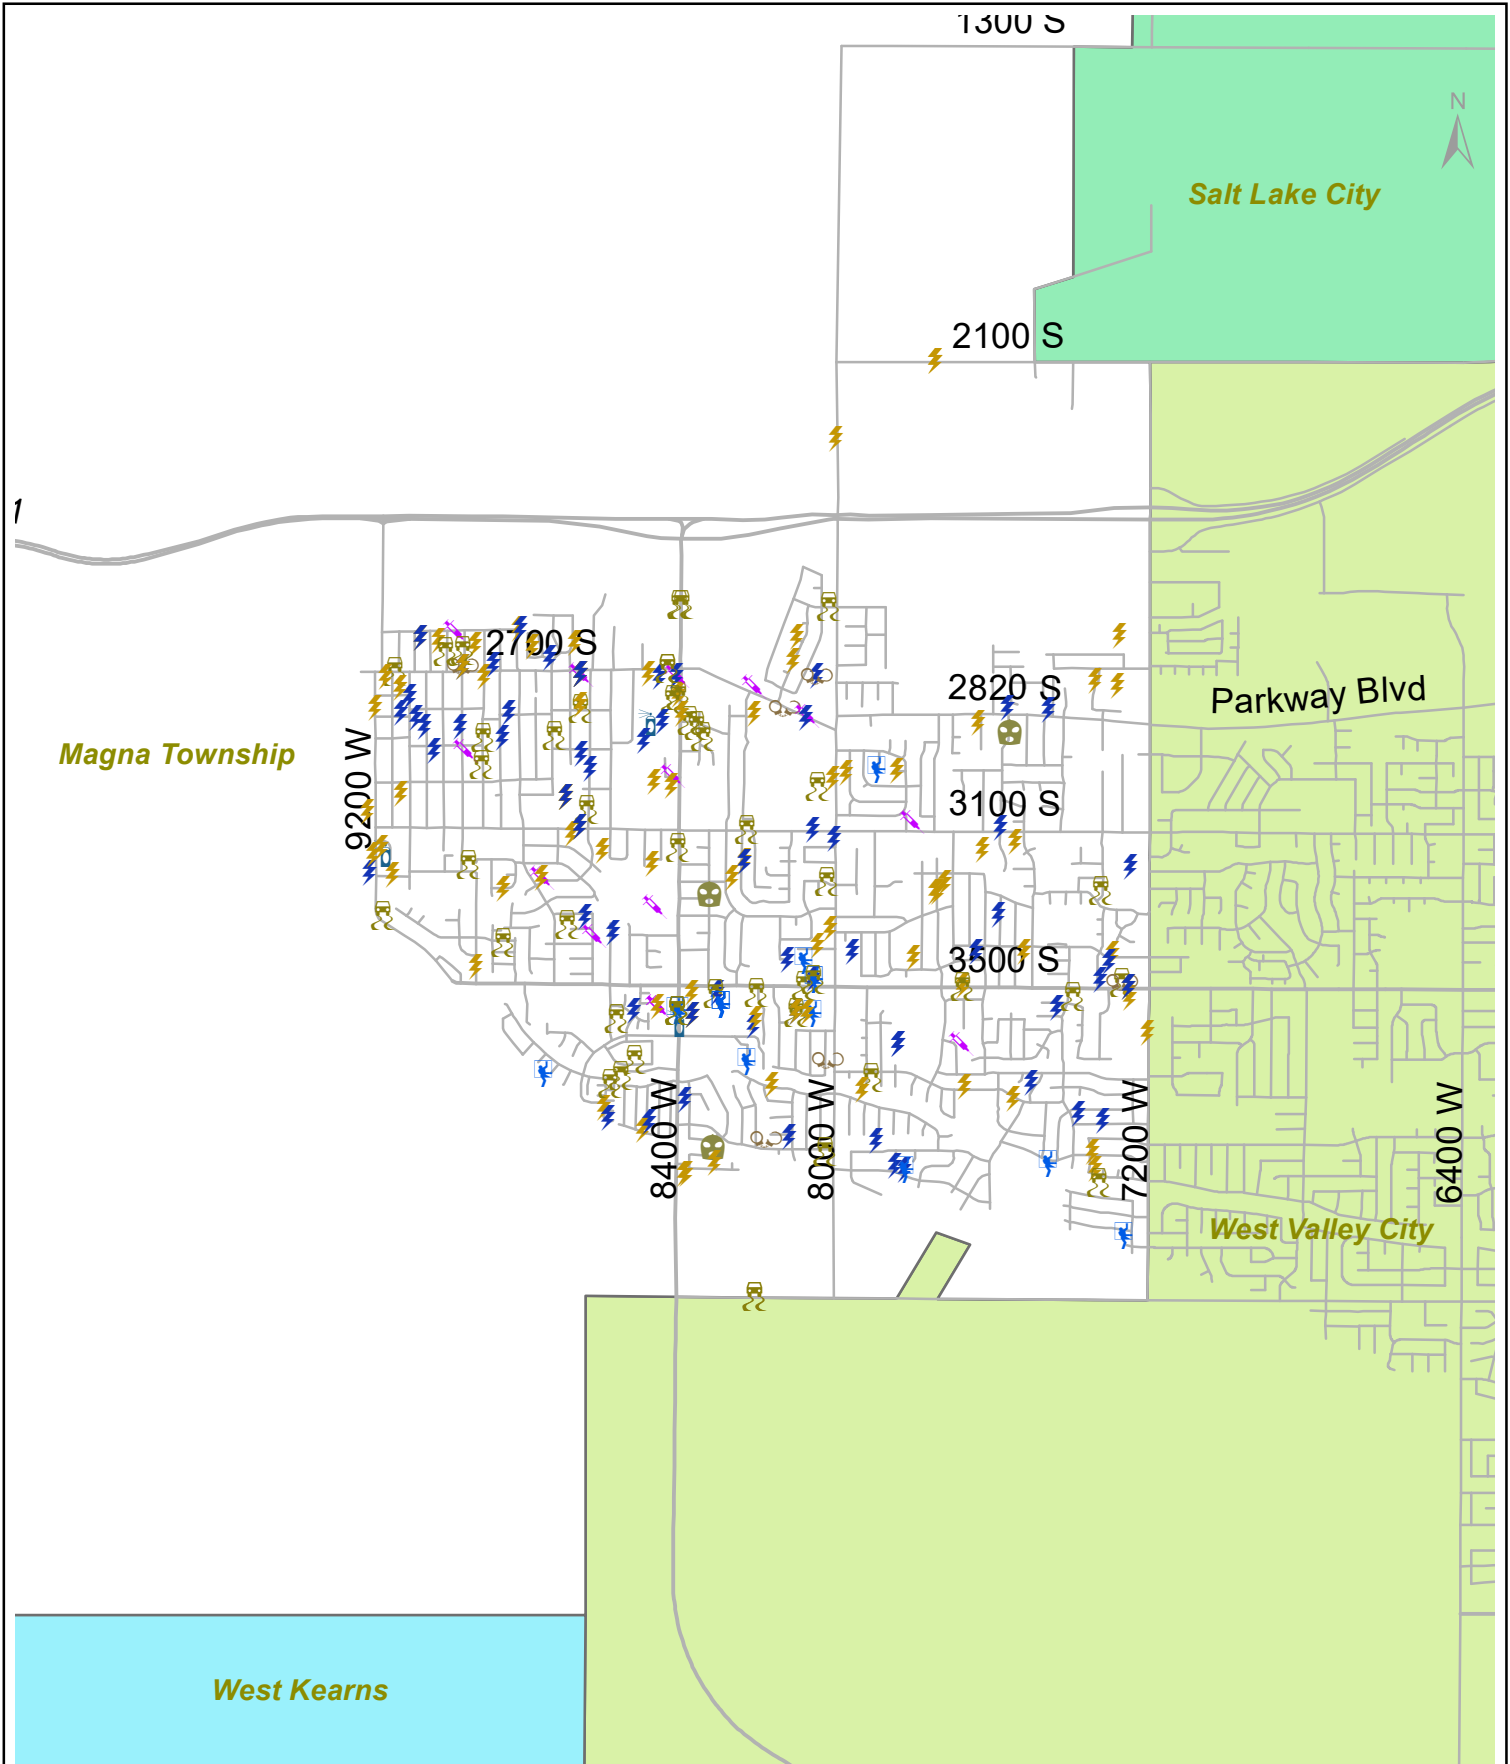 1300 S
N
Salt Lake City
2100 S
1
2700 S
2820 S
Parkway Blvd
Magna Township
9200 W
3100 S
3500 S
8400 W
8000 W
7200 W
6400 W
West Valley City
West Kearns